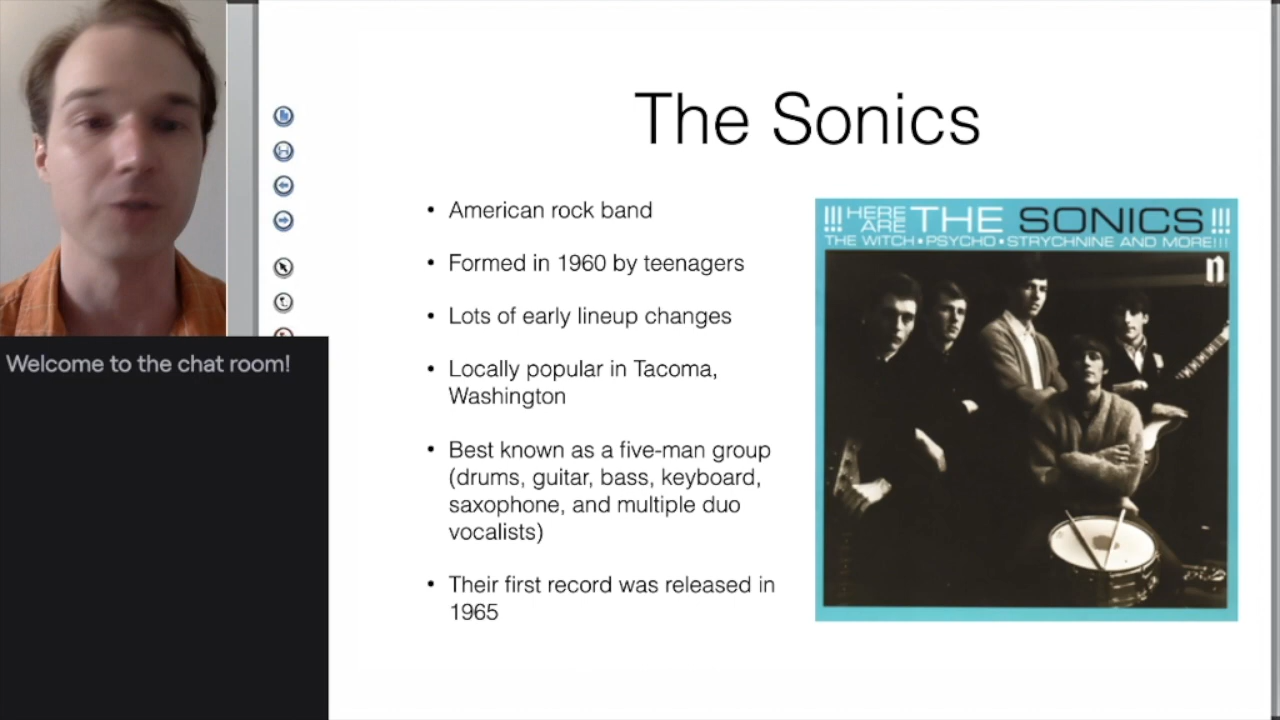 Welcome to the chat room!
The Sonics
• American rock band
• Formed in 1960 by teenagers
• Lots of early lineup changes
• Locally popular in Tacoma,
Washington
• Best known as a five-man group
(drums, guitar, bass, keyboard,
saxophone, and multiple duo
vocalists)
• Their first record was released in
1965
!!! HERE ARE THE SONICS !!!
THE WITCH • PSYCHO • STRYCHNINE AND MORE!!!
n